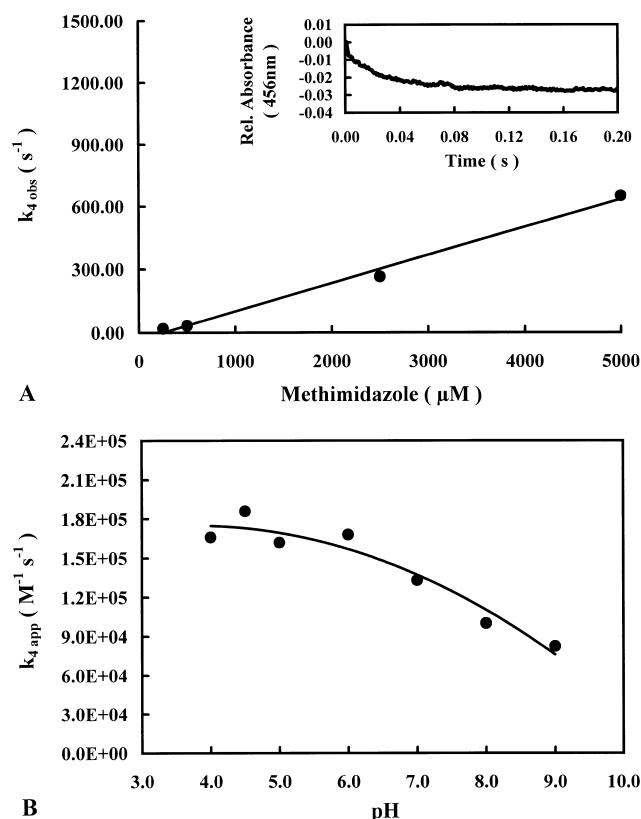 1500.00
1200.00
900.00
600.00
300.00
0.00
k4 obs ( s-1 )
0 1000 2000 3000 4000 5000
Methimidazole ( µM )
A
0.01
0.00
-0.01
-0.02
-0.03
-0.04
Rel. Absorbance
( 456nm )
0.00 0.04 0.08 0.12 0.16 0.20
Time ( s )
2.4E+05
2.1E+05
1.8E+05
1.5E+05
1.2E+05
9.0E+04
6.0E+04
3.0E+04
0.0E+00
k4 app ( M-1 s-1 )
3.0 4.0 5.0 6.0 7.0 8.0 9.0 10.0
pH
B